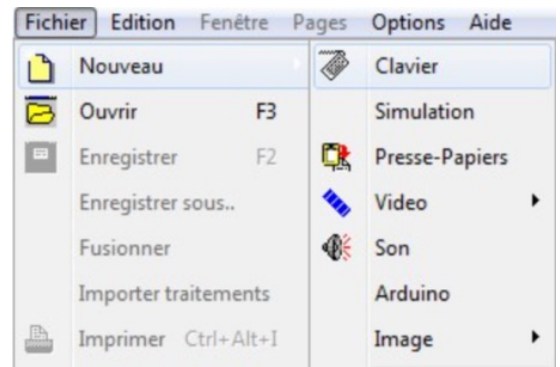 Fichier Edition Fenêtre Pages Options Aide
Nouveau
Ouvrir F3
Enregistrer F2
Enregistrer sous..
Fusionner
Importer traitements
Imprimer Ctrl+Alt+I
Clavier
Simulation
Presse-Papiers
Video
Son
Arduino
Image